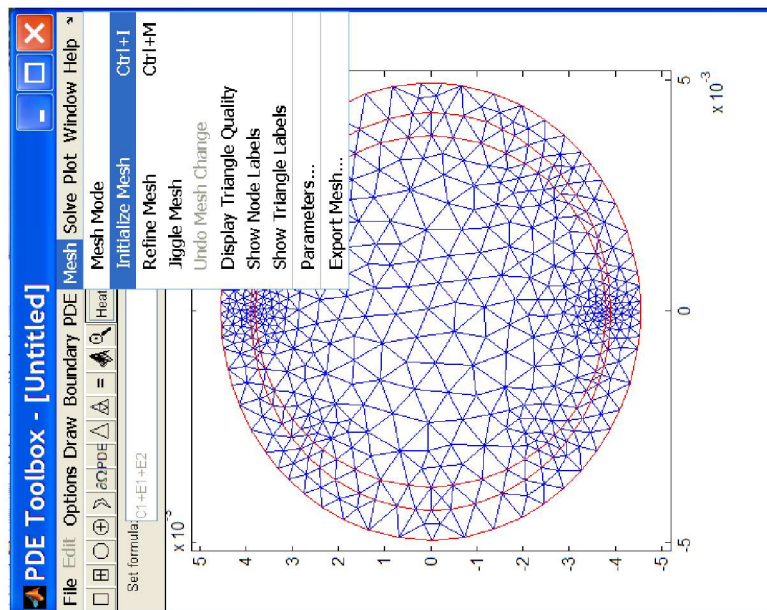 PDE Toolbox - [Untitled]
File Edit Options Draw Boundary PDE Mesh Solve Plot Window Help
∂Ω PDE = Heat
Set formula: C1+E1+E2
Mesh Mode
Initialize Mesh Ctrl+I
Refine Mesh Ctrl+M
Jiggle Mesh
Undo Mesh Change
Display Triangle Quality
Show Node Labels
Show Triangle Labels
Parameters...
Export Mesh...
x 10⁻³
5
4
3
2
1
0
-1
-2
-3
-4
-5
-5
0
5
x 10⁻³